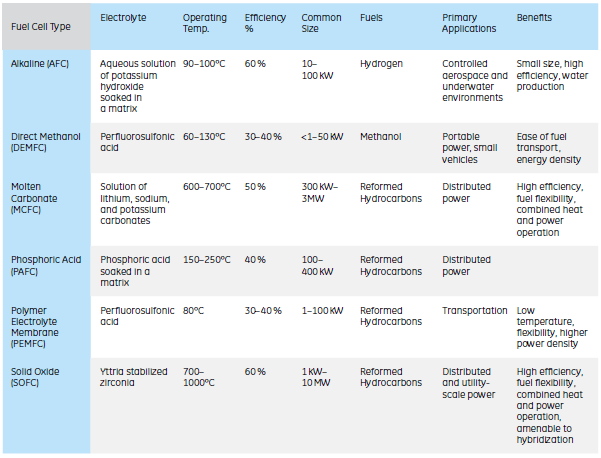 Fuel Cell Type
Electrolyte
Operating
Temp.
Efficiency
%
Common
Size
Fuels
Primary
Applications
Benefits
Alkaline (AFC)
Aqueous solution
of potassium
hydroxide
soaked in
a matrix
90–100°C
60 %
10–
100 kW
Hydrogen
Controlled
aerospace and
underwater
environments
Small size, high
efficiency, water
production
Direct Methanol
(DEMFC)
Perfluorosulfonic
acid
60–130°C
30–40 %
<1–50 kW
Methanol
Portable
power, small
vehicles
Ease of fuel
transport,
energy density
Molten
Carbonate
(MCFC)
Solution of
lithium, sodium,
and potassium
carbonates
600–700°C
50 %
300 kW–
3MW
Reformed
Hydrocarbons
Distributed
power
High efficiency,
fuel flexibility,
combined heat
and power
operation
Phosphoric Acid
(PAFC)
Phosphoric acid
soaked in a
matrix
150–250°C
40 %
100–
400 kW
Reformed
Hydrocarbons
Distributed
power
Polymer
Electrolyte
Membrane
(PEMFC)
Perfluorosulfonic
acid
80°C
30–40 %
1–100 kW
Reformed
Hydrocarbons
Transportation
Low
temperature,
flexibility, higher
power density
Solid Oxide
(SOFC)
Yttria stabilized
zirconia
700–
1000°C
60 %
1 kW–
10 MW
Reformed
Hydrocarbons
Distributed
and utility-
scale power
High efficiency,
fuel flexibility,
combined heat
and power
operation,
amenable to
hybridization